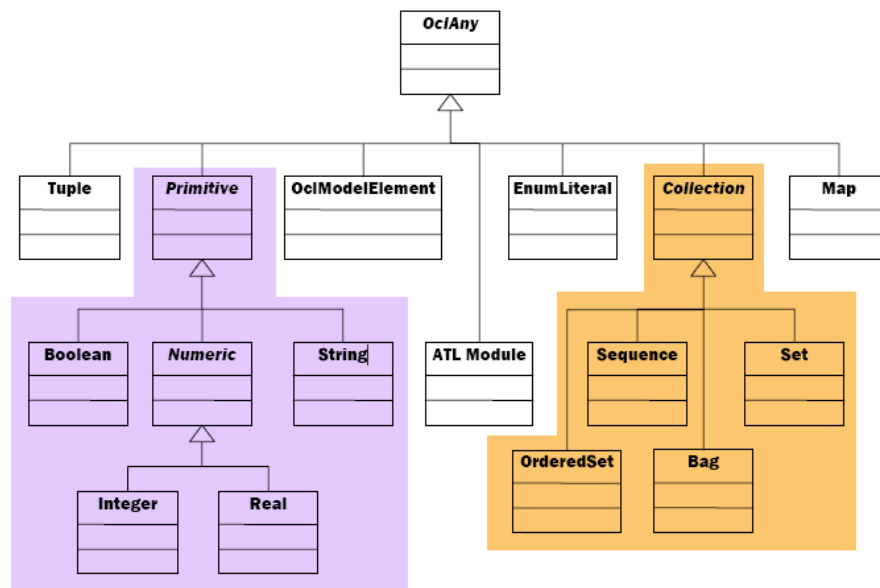 OclAny
Tuple
Primitive
OclModelElement
EnumLiteral
Collection
Map
Boolean
Numeric
String
ATL Module
Sequence
Set
OrderedSet
Bag
Integer
Real